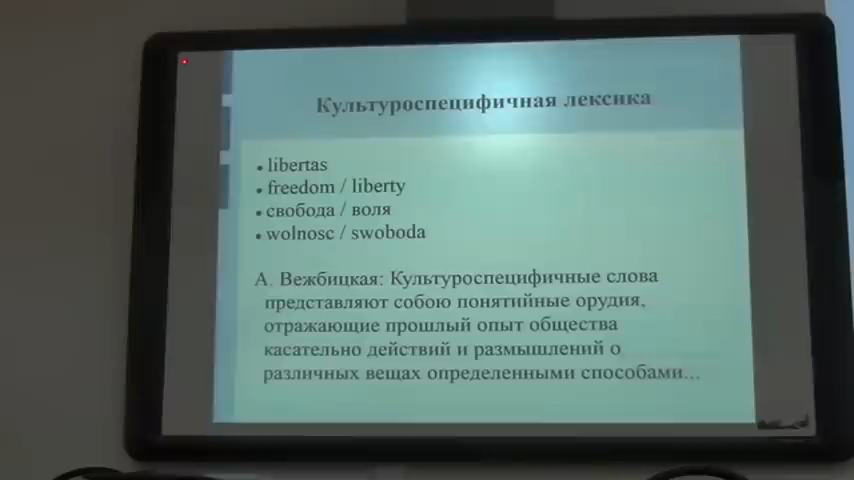 Культуроспецифичная лексика
• libertas
• freedom / liberty
• свобода / воля
• wolnosc / swoboda
А. Вежбицкая: Культуроспецифичные слова
представляют собою понятийные орудия,
отражающие прошлый опыт общества
касательно действий и размышлений о
различных вещах определенными способами...